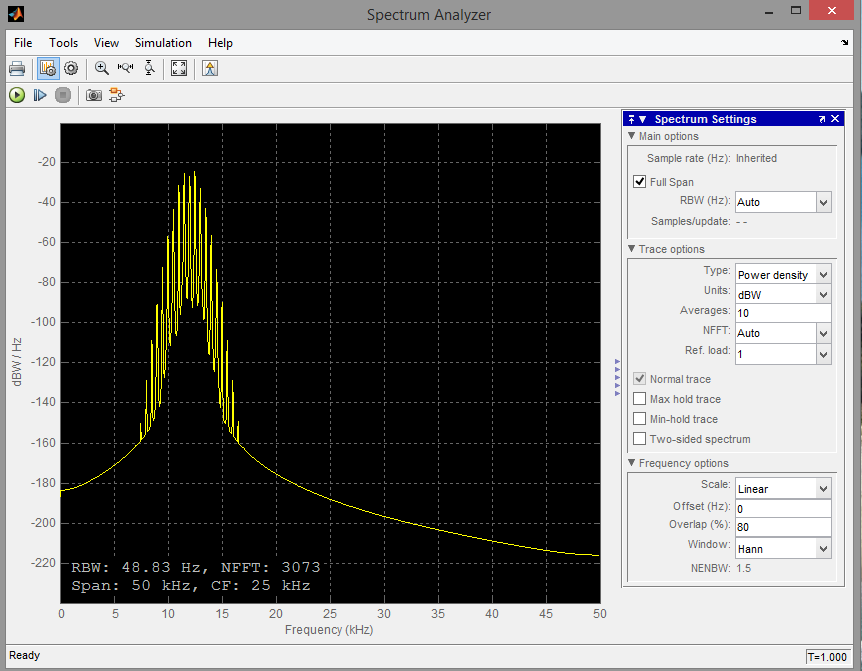 Spectrum Analyzer
File Tools View Simulation Help
Spectrum Settings
Main options
Sample rate (Hz): Inherited
Full Span
RBW (Hz): Auto
Samples/update: - -
Trace options
Type: Power density
Units: dBW
Averages: 10
NFFT: Auto
Ref. load: 1
Normal trace
Max hold trace
Min-hold trace
Two-sided spectrum
Frequency options
Scale: Linear
Offset (Hz): 0
Overlap (%): 80
Window: Hann
NENBW: 1.5
dBW / Hz
-20
-40
-60
-80
-100
-120
-140
-160
-180
-200
-220
RBW: 48.83 Hz, NFFT: 3073
Span: 50 kHz, CF: 25 kHz
0 5 10 15 20 25 30 35 40 45 50
Frequency (kHz)
Ready
T=1.000